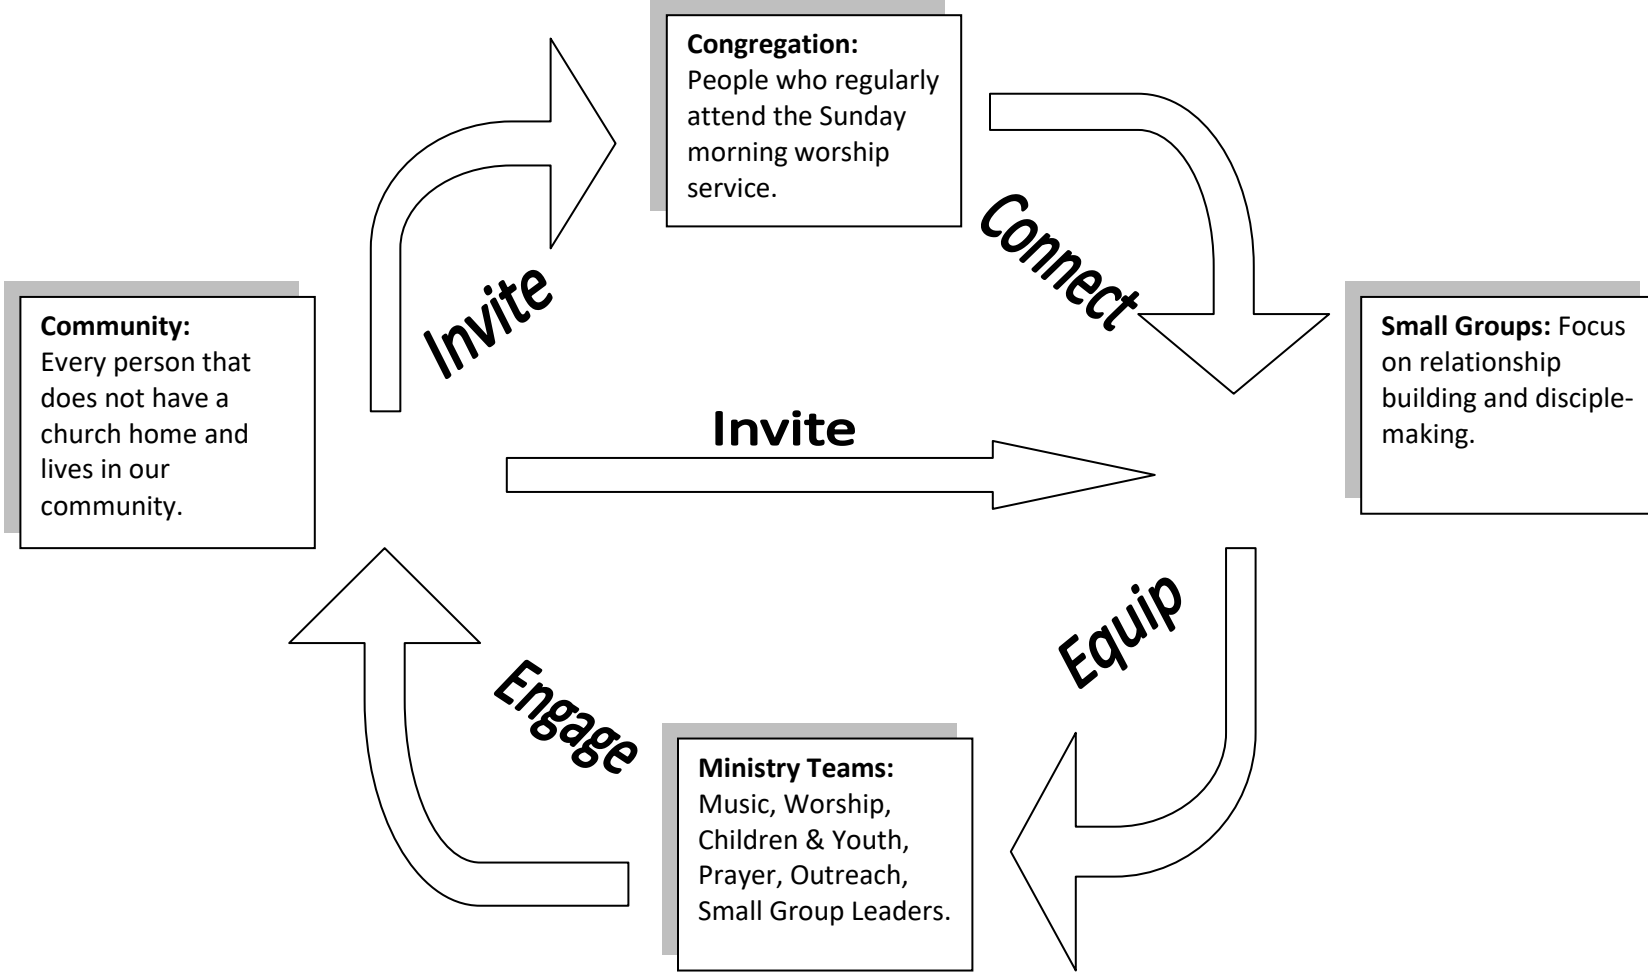 Congregation:
People who regularly
attend the Sunday
morning worship
service.
Connect
Invite
Community:
Every person that
does not have a
church home and
lives in our
community.
Small Groups: Focus
on relationship
building and disciple-
making.
Invite
Equip
Engage
Ministry Teams:
Music, Worship,
Children & Youth,
Prayer, Outreach,
Small Group Leaders.